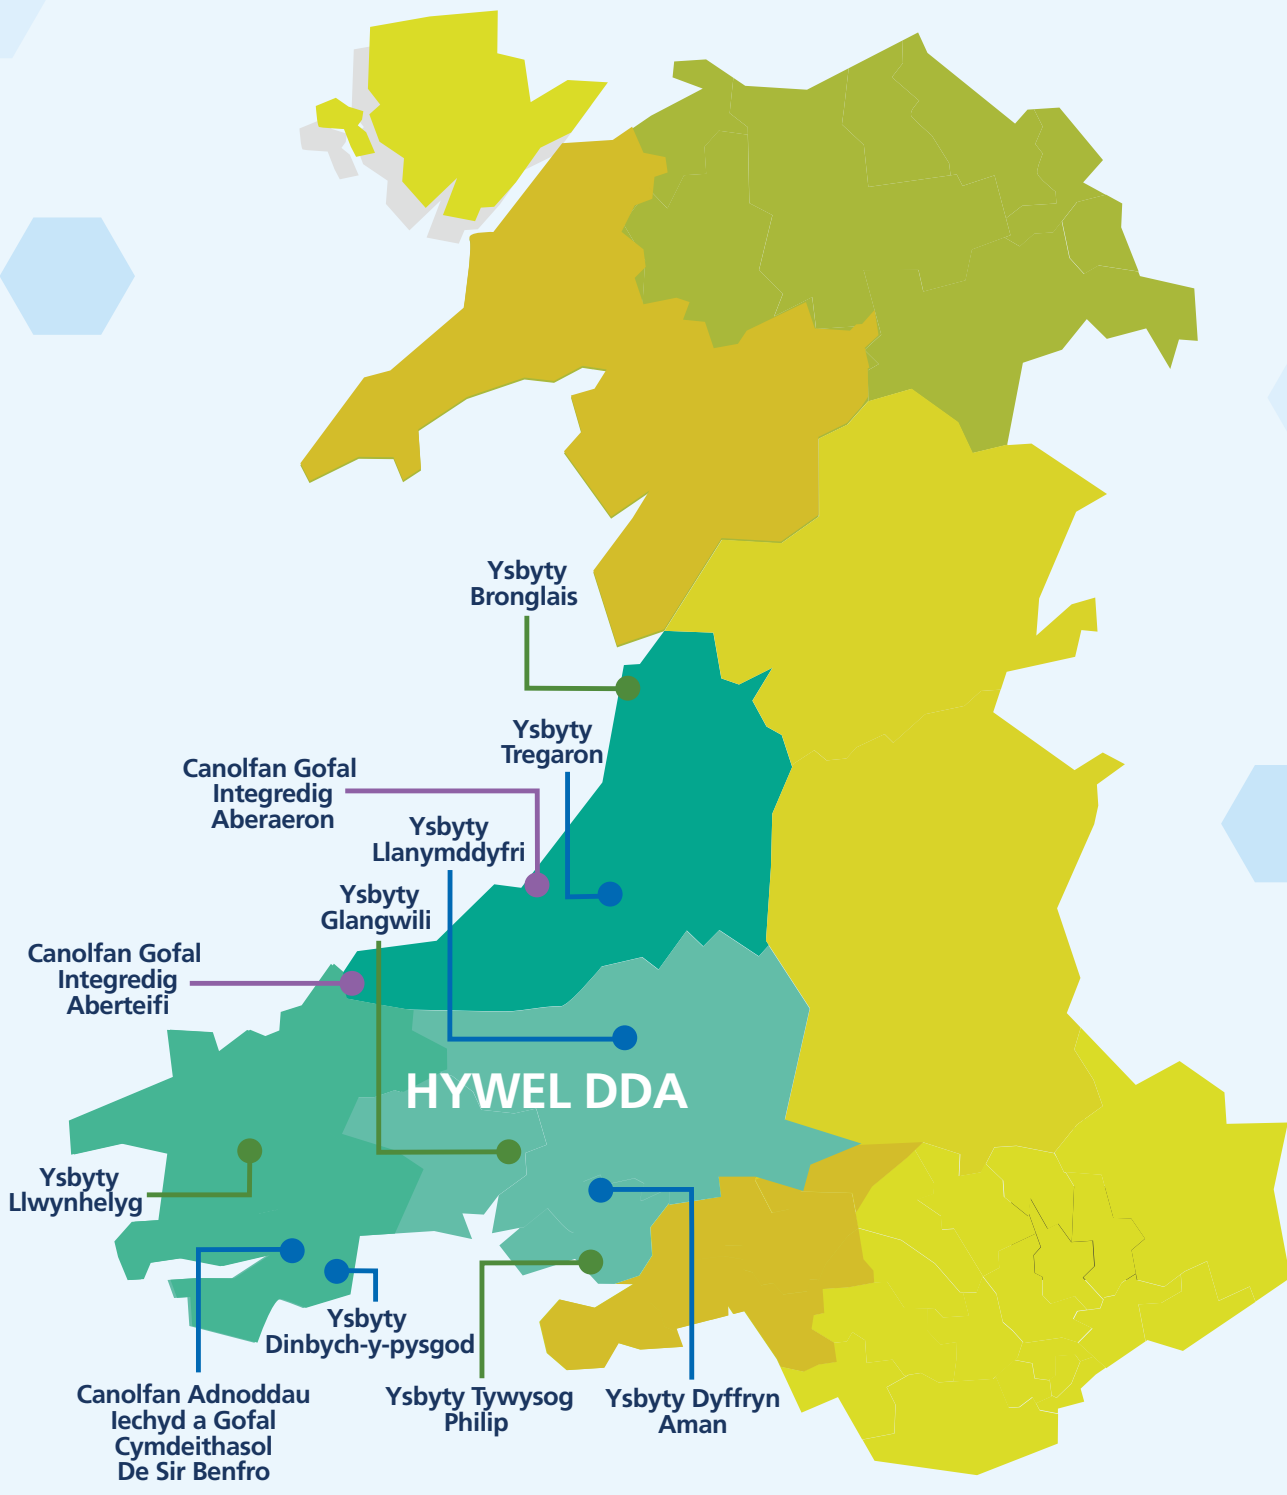 Ysbyty
Bronglais
Ysbyty
Tregaron
Canolfan Gofal
Integredig
Aberaeron
Ysbyty
Llanymddyfri
Ysbyty
Glangwili
Canolfan Gofal
Integredig
Aberteifi
HYWEL DDA
Ysbyty
Llwynhelyg
Ysbyty
Dinbych-y-pysgod
Canolfan Adnoddau
Iechyd a Gofal
Cymdeithasol
De Sir Benfro
Ysbyty Tywysog
Philip
Ysbyty Dyffryn
Aman